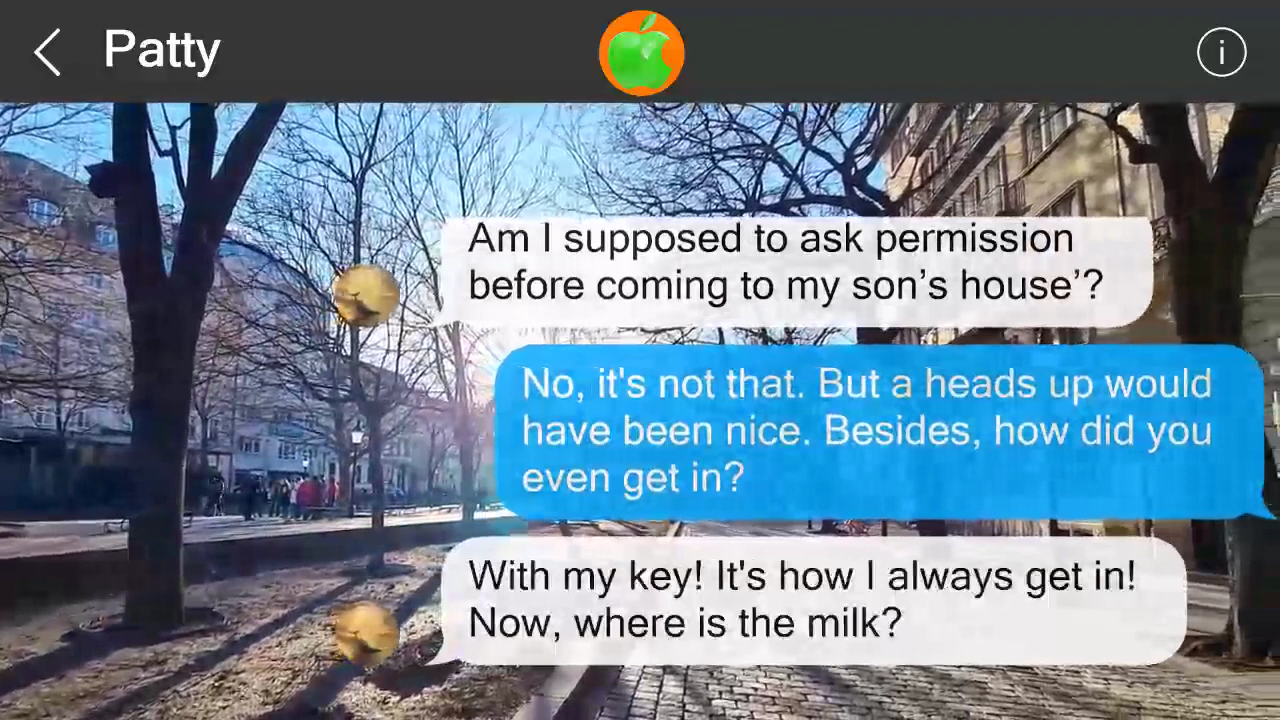 Patty
i
Am I supposed to ask permission
before coming to my son’s house’?
No, it's not that. But a heads up would
have been nice. Besides, how did you
even get in?
With my key! It's how I always get in!
Now, where is the milk?